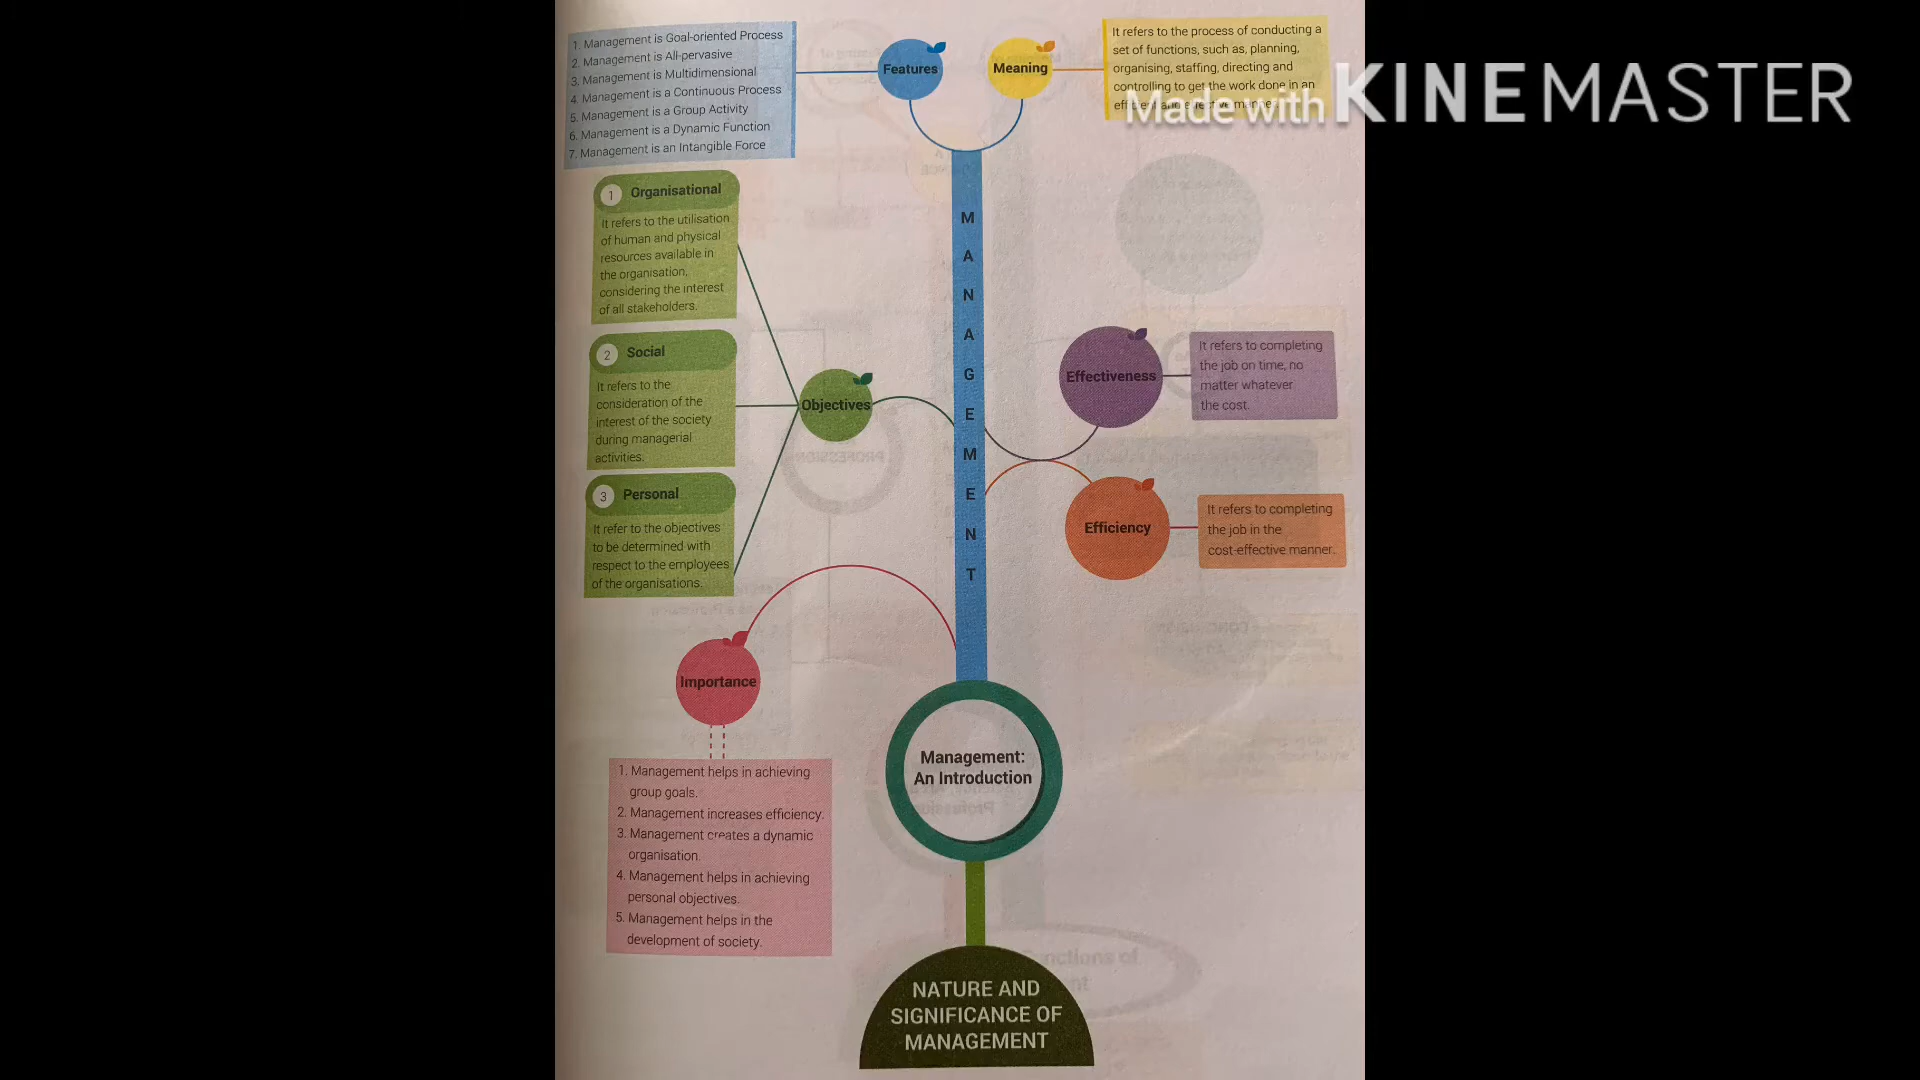 1. Management is Goal-oriented Process
2. Management is All-pervasive
3. Management is Multidimensional
4. Management is a Continuous Process
5. Management is a Group Activity
6. Management is a Dynamic Function
7. Management is an Intangible Force
Features
Meaning
It refers to the process of conducting a
set of functions, such as, planning,
organising, staffing, directing and
controlling to get the work done in an
efficient and effective manner.
Made with KINEMASTER
1 Organisational
It refers to the utilisation
of human and physical
resources available in
the organisation,
considering the interest
of all stakeholders.
2 Social
It refers to the
consideration of the
interest of the society
during managerial
activities.
3 Personal
It refer to the objectives
to be determined with
respect to the employees
of the organisations.
Objectives
MANAGEMENT
Effectiveness
It refers to completing
the job on time, no
matter whatever
the cost.
Efficiency
It refers to completing
the job in the
cost-effective manner.
Importance
1. Management helps in achieving
group goals.
2. Management increases efficiency.
3. Management creates a dynamic
organisation.
4. Management helps in achieving
personal objectives.
5. Management helps in the
development of society.
Management:
An Introduction
NATURE AND
SIGNIFICANCE OF
MANAGEMENT